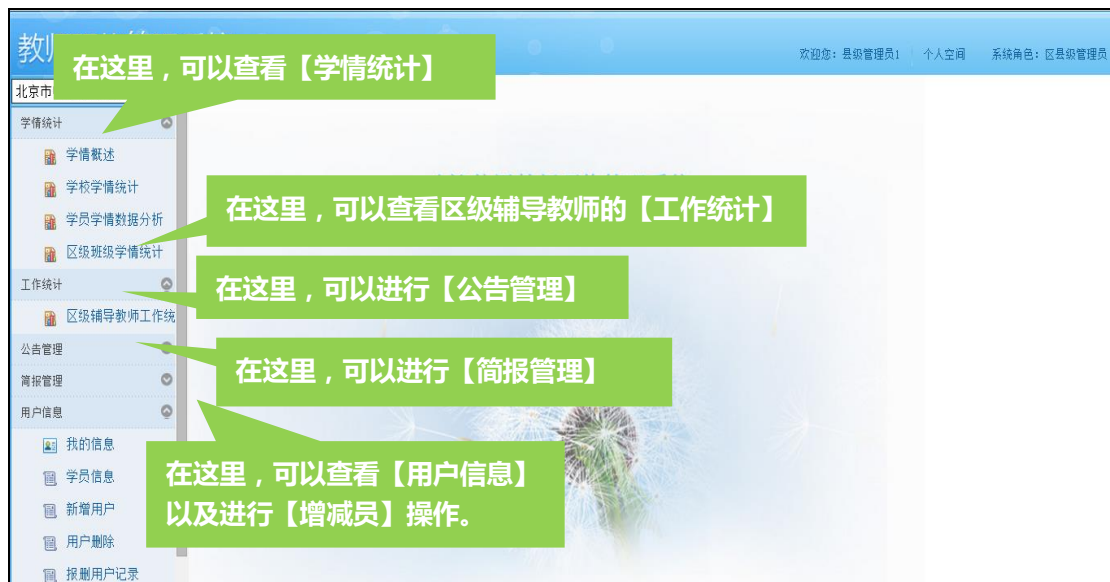 教师
欢迎您：县级管理员1 个人空间 系统角色：区县级管理员
在这里，可以查看【学情统计】
北京市
学情统计
学情概述
学校学情统计
学员学情数据分析
在这里，可以查看区级辅导教师的【工作统计】
区级班级学情统计
工作统计
在这里，可以进行【公告管理】
区级辅导教师工作统
公告管理
在这里，可以进行【简报管理】
简报管理
用户信息
我的信息
学员信息
在这里，可以查看【用户信息】
以及进行【增减员】操作。
新增用户
用户删除
报删用户记录